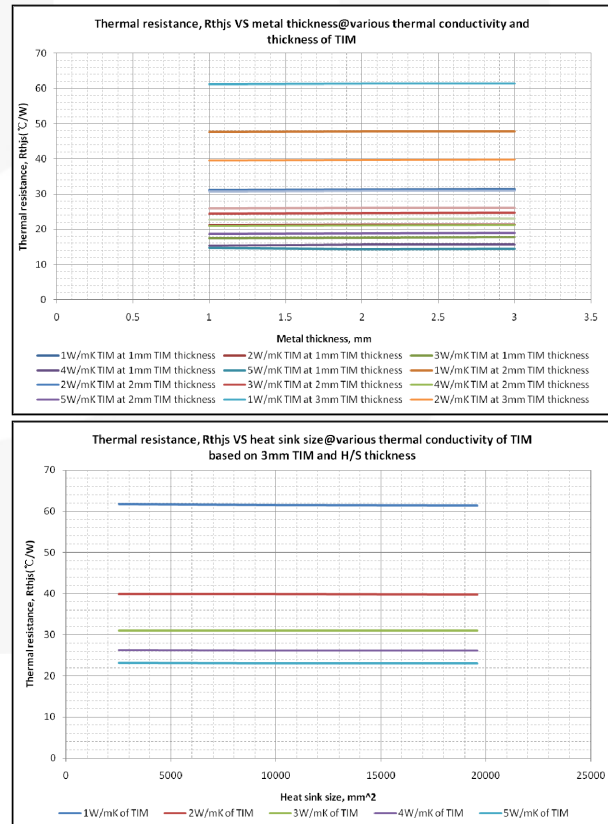 Thermal resistance, Rthjs VS metal thickness@various thermal conductivity and
thickness of TIM
Thermal resistance, Rthjs(℃/W)
70
60
50
40
30
20
10
0
0 0.5 1 1.5 2 2.5 3 3.5
Metal thickness, mm
1W/mK TIM at 1mm TIM thickness 2W/mK TIM at 1mm TIM thickness 3W/mK TIM at 1mm TIM thickness
4W/mK TIM at 1mm TIM thickness 5W/mK TIM at 1mm TIM thickness 1W/mK TIM at 2mm TIM thickness
2W/mK TIM at 2mm TIM thickness 3W/mK TIM at 2mm TIM thickness 4W/mK TIM at 2mm TIM thickness
5W/mK TIM at 2mm TIM thickness 1W/mK TIM at 3mm TIM thickness 2W/mK TIM at 3mm TIM thickness
Thermal resistance, Rthjs VS heat sink size@various thermal conductivity of TIM
based on 3mm TIM and H/S thickness
Thermal resistance, Rthjs(℃/W)
70
60
50
40
30
20
10
0
0 5000 10000 15000 20000 25000
Heat sink size, mm^2
1W/mK of TIM 2W/mK of TIM 3W/mK of TIM 4W/mK of TIM 5W/mK of TIM